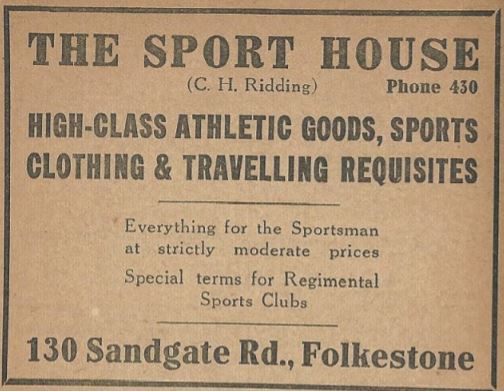 THE SPORT HOUSE
(C. H. Ridding) Phone 430
HIGH-CLASS ATHLETIC GOODS, SPORTS
CLOTHING & TRAVELLING REQUISITES
Everything for the Sportsman
at strictly moderate prices
Special terms for Regimental
Sports Clubs
130 Sandgate Rd., Folkestone